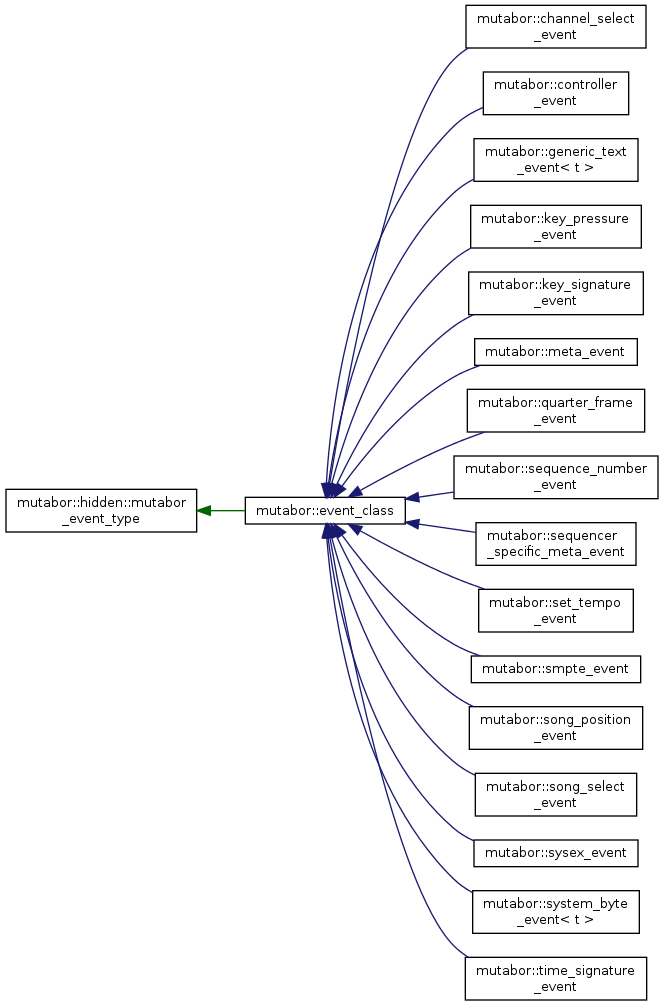 mutabor::channel_select
_event
mutabor::controller
_event
mutabor::generic_text
_event< t >
mutabor::key_pressure
_event
mutabor::key_signature
_event
mutabor::meta_event
mutabor::quarter_frame
_event
mutabor::sequence_number
_event
mutabor::hidden::mutabor
_event_type
mutabor::event_class
mutabor::sequencer
_specific_meta_event
mutabor::set_tempo
_event
mutabor::smpte_event
mutabor::song_position
_event
mutabor::song_select
_event
mutabor::sysex_event
mutabor::system_byte
_event< t >
mutabor::time_signature
_event